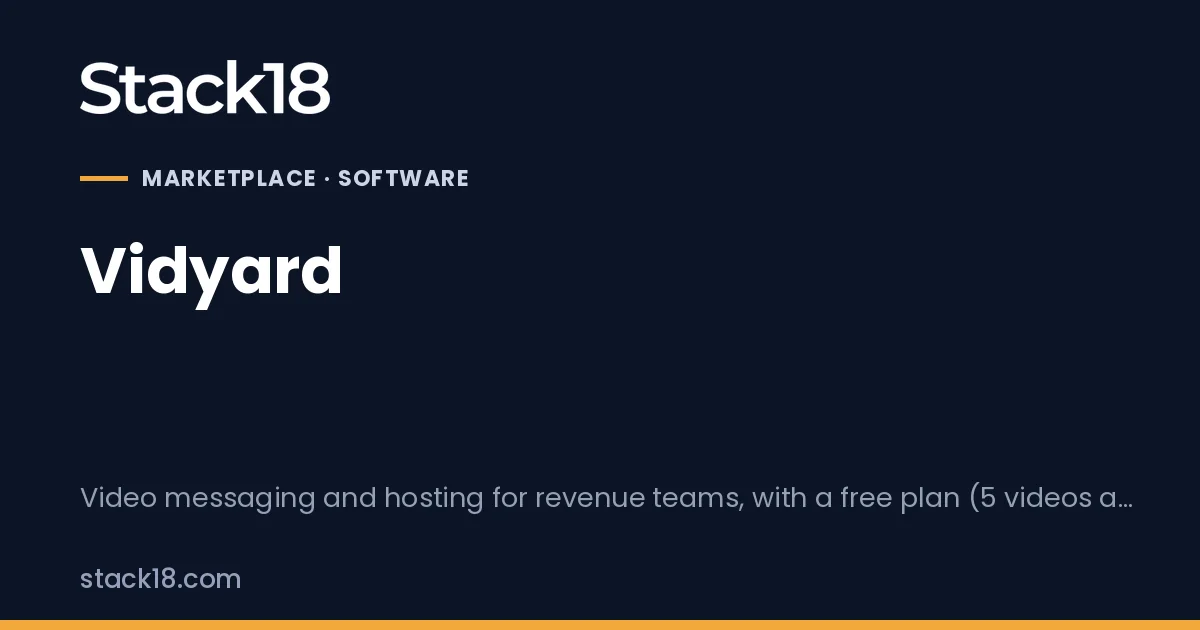 Stack18
MARKETPLACE · SOFTWARE
Vidyard
Video messaging and hosting for revenue teams, with a free plan (5 videos a...
stack18.com